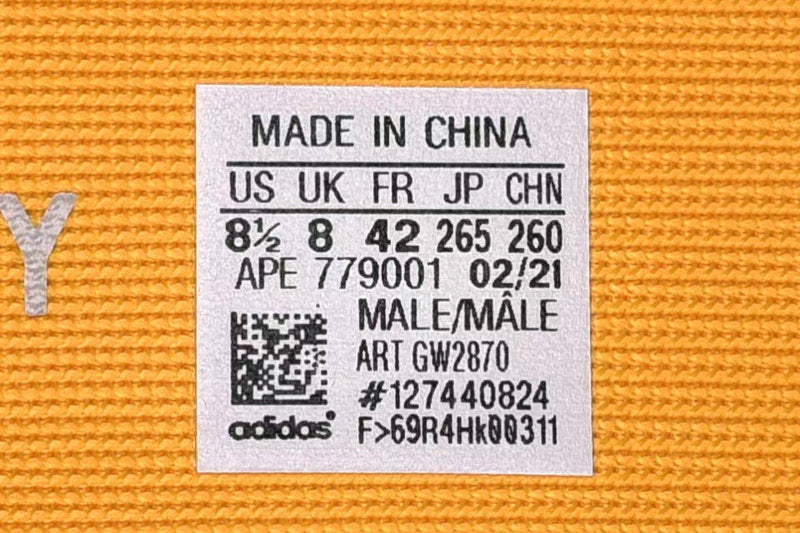 MADE IN CHINA
US UK FR JP CHN
8½ 8 42 265 260
APE 779001 02/21
MALE/MÂLE
ART GW2870
#127440824
adidas® F>69R4Hk00311
Y